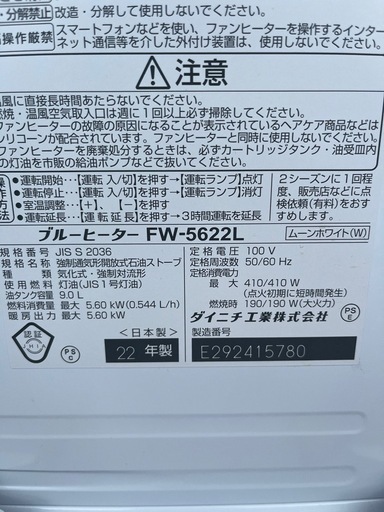 ・分解禁止 改造・分解して使用しないでください。
操作厳禁 スマートフォンなどを含め、ファンヒーターを操作するインター
ネット通信等を介した外付け装置は、使用しないでください。
注意
温風に直接長時間あたらないでください。
燃焼・温風空気取入口は週に1回以上必ず掃除してください。
ファンヒーターの故障の原因になることが表示されているヘアケア商品などは
シリコーンが配合されています。ファンヒーターと同時に使用しないでください。
ファンヒーターを廃棄処分するときは、必ずカートリッジタンク・油受皿内
の灯油を市販の給油ポンプなどで抜いてください。
操作方法
運転開始…【運転 入/切】を押す→【運転ランプ】点灯
運転停止…【運転 入/切】を押す→【運転ランプ】消灯
室温調整…【+】、【-】を押す
運転延長…【運転延長】を押す→3時間運転を延長
2シーズンに1回程
度、販売店などに点
検依頼(有料)をおす
すめください。
ブルーヒーター FW-5622L ムーンホワイト(W)
規格番号 JIS S 2036
種類 強制通気形開放式石油ストーブ
型式 気化式・強制対流形
使用燃料 灯油(JIS1号灯油)
油タンク容量 9.0 L
燃料消費量 最大 5.60 kW (0.544 L/h)
暖房出力 最大 5.60 kW
定格電圧 100 V
定格周波数 50/60 Hz
最大 410/410 W
(点火初期に短時間発生)
燃焼時 190/190 W(大火力)
認証
JHIA
PS
C
<日本製>
22 年製
ダイニチ工業株式会社
PS
E
製造番号
E292415780